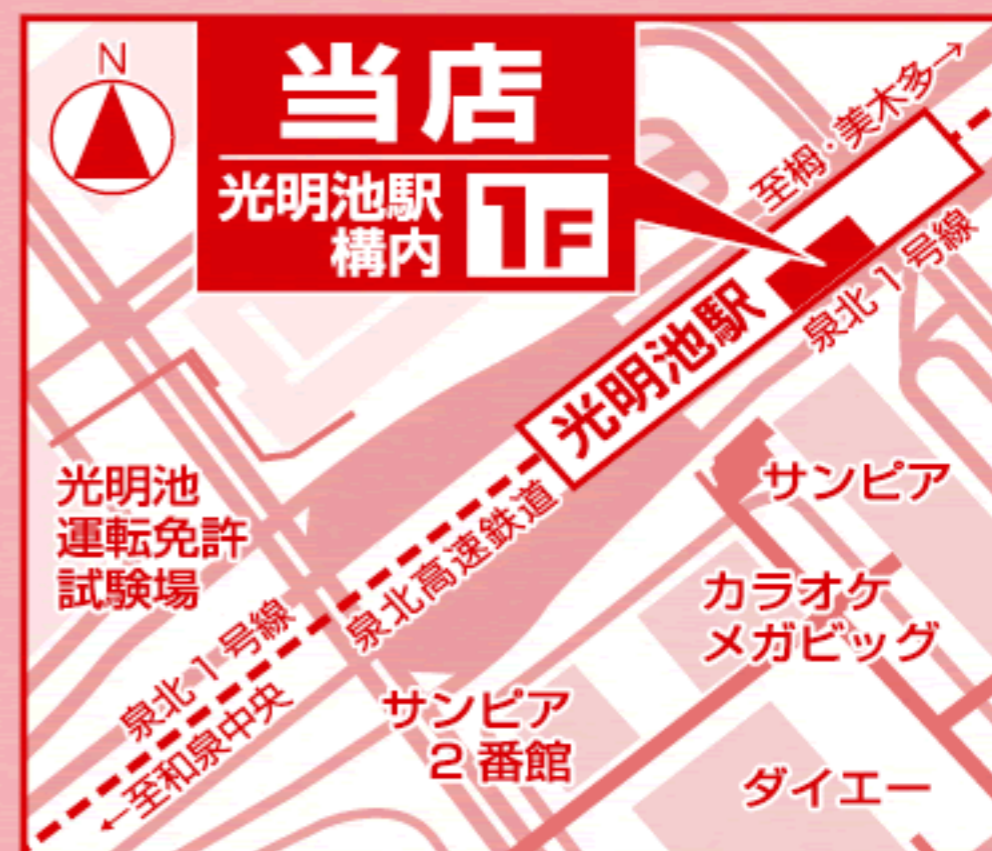 N
当店
光明池駅
構内
1F
至栂・美木多→
泉北1号線
光明池駅
サンピア
光明池
運転免許
試験場
泉北高速鉄道
カラオケ
メガビッグ
泉北1号線
←至和泉中央
サンピア
2番館
ダイエー